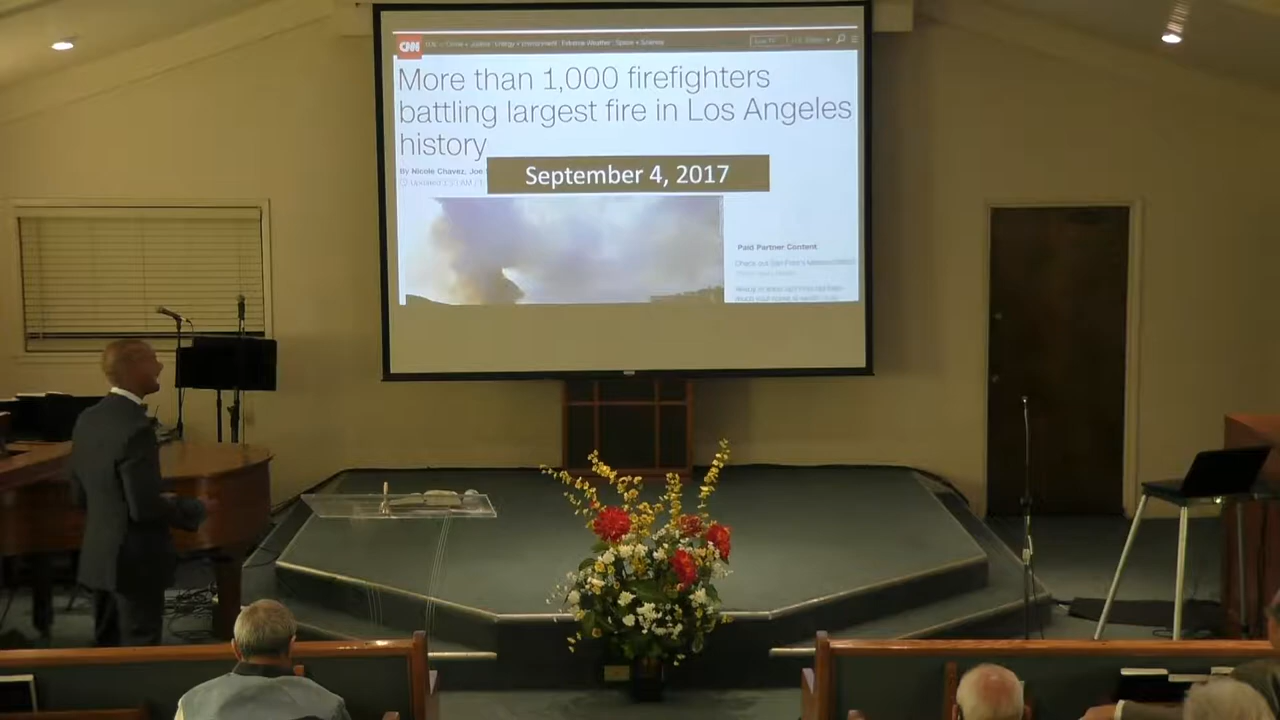 CNN
More than 1,000 firefighters
battling largest fire in Los Angeles
history
By Nicole Chavez, Joe
September 4, 2017
Updated
Paid Partner Content